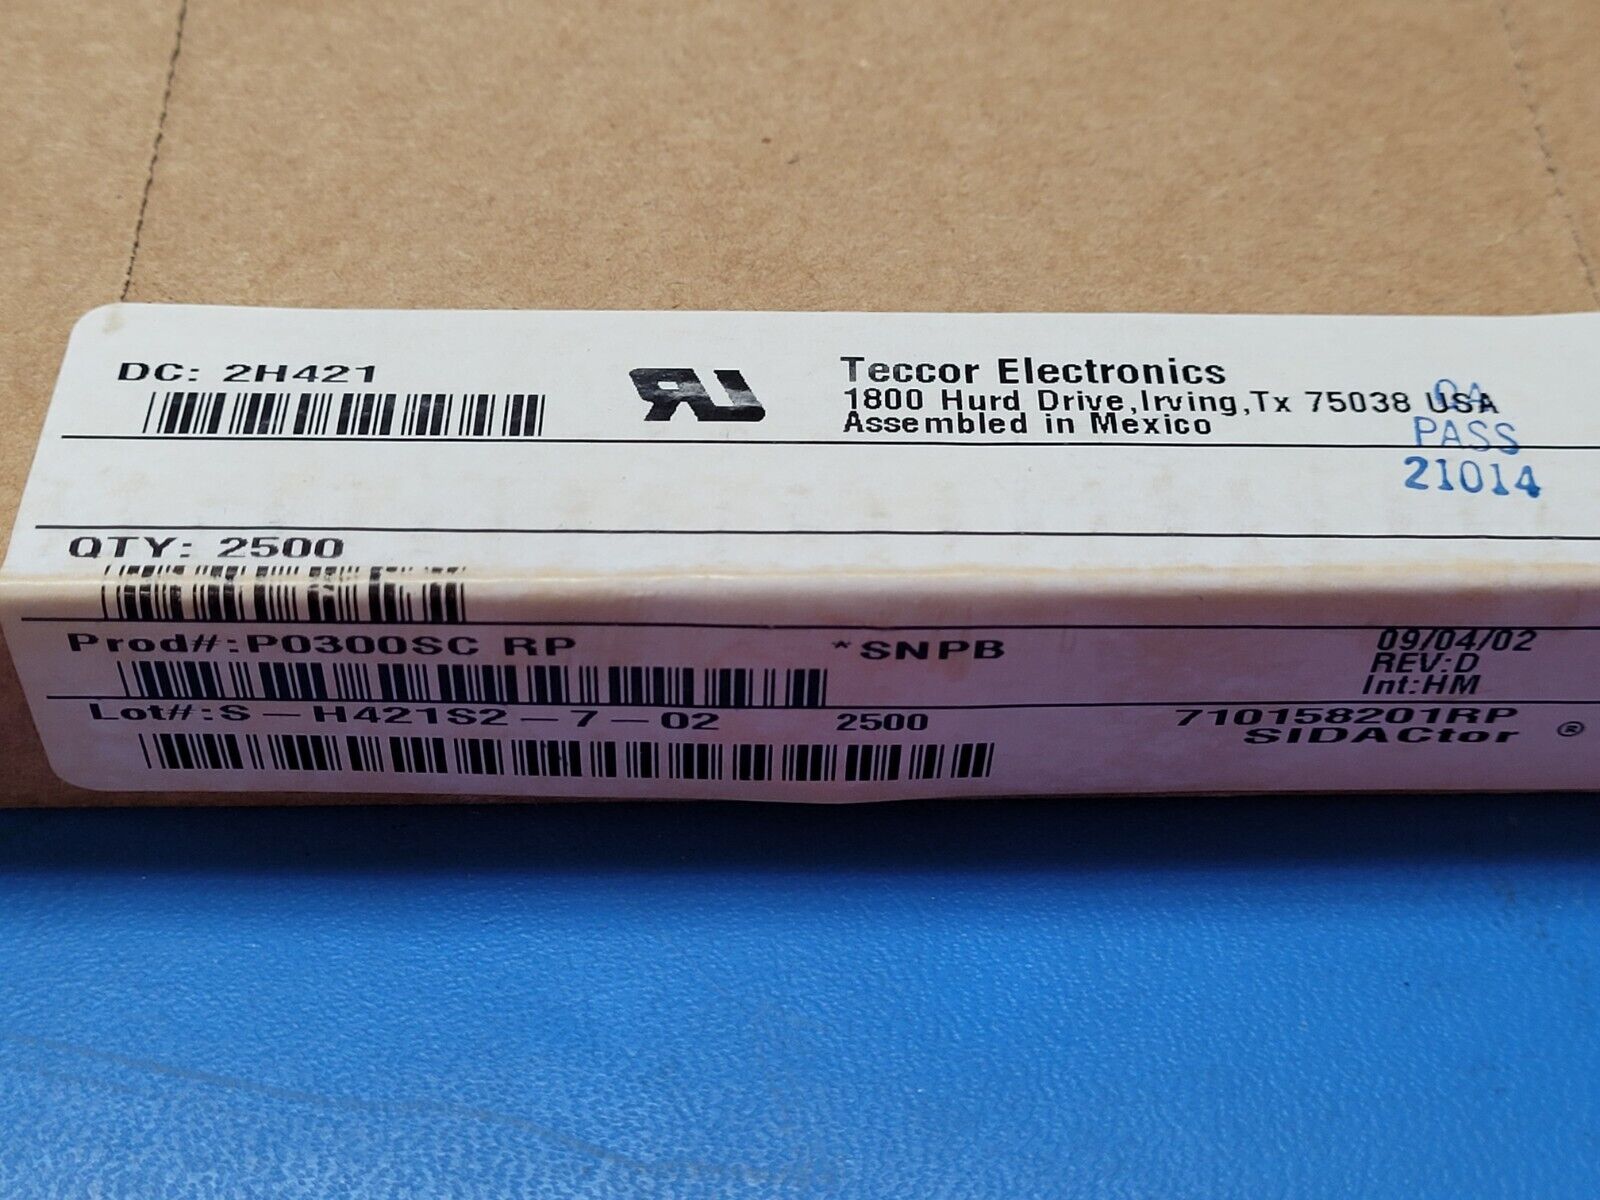 DC: 2H421
Teccor Electronics
1800 Hurd Drive,Irving,Tx 75038 USA
Assembled in Mexico
QA
PASS
21014
QTY: 2500
Prod#:P0300SC RP
*SNPB
09/04/02
REV:D
Int:HM
Lot#:S-H421S2-7-02
2500
710158201RP
SIDACtor ®